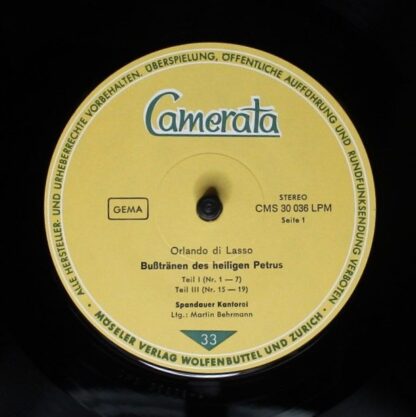 ALLE HERSTELLER- UND URHEBERRECHTE VORBEHALTEN. ÜBERSPIELUNG, ÖFFENTLICHE AUFFÜHRUNG UND RUNDFUNKSENDUNG VERBOTEN
Camerata
GEMA
STEREO
CMS 30 036 LPM
Seite 1
Orlando di Lasso
Bußtränen des heiligen Petrus
Teil I (Nr. 1 — 7)
Teil III (Nr. 15 — 19)
Spandauer Kantorei
Ltg.: Martin Behrmann
33
• MÖSELER VERLAG WOLFENBÜTTEL UND ZÜRICH •